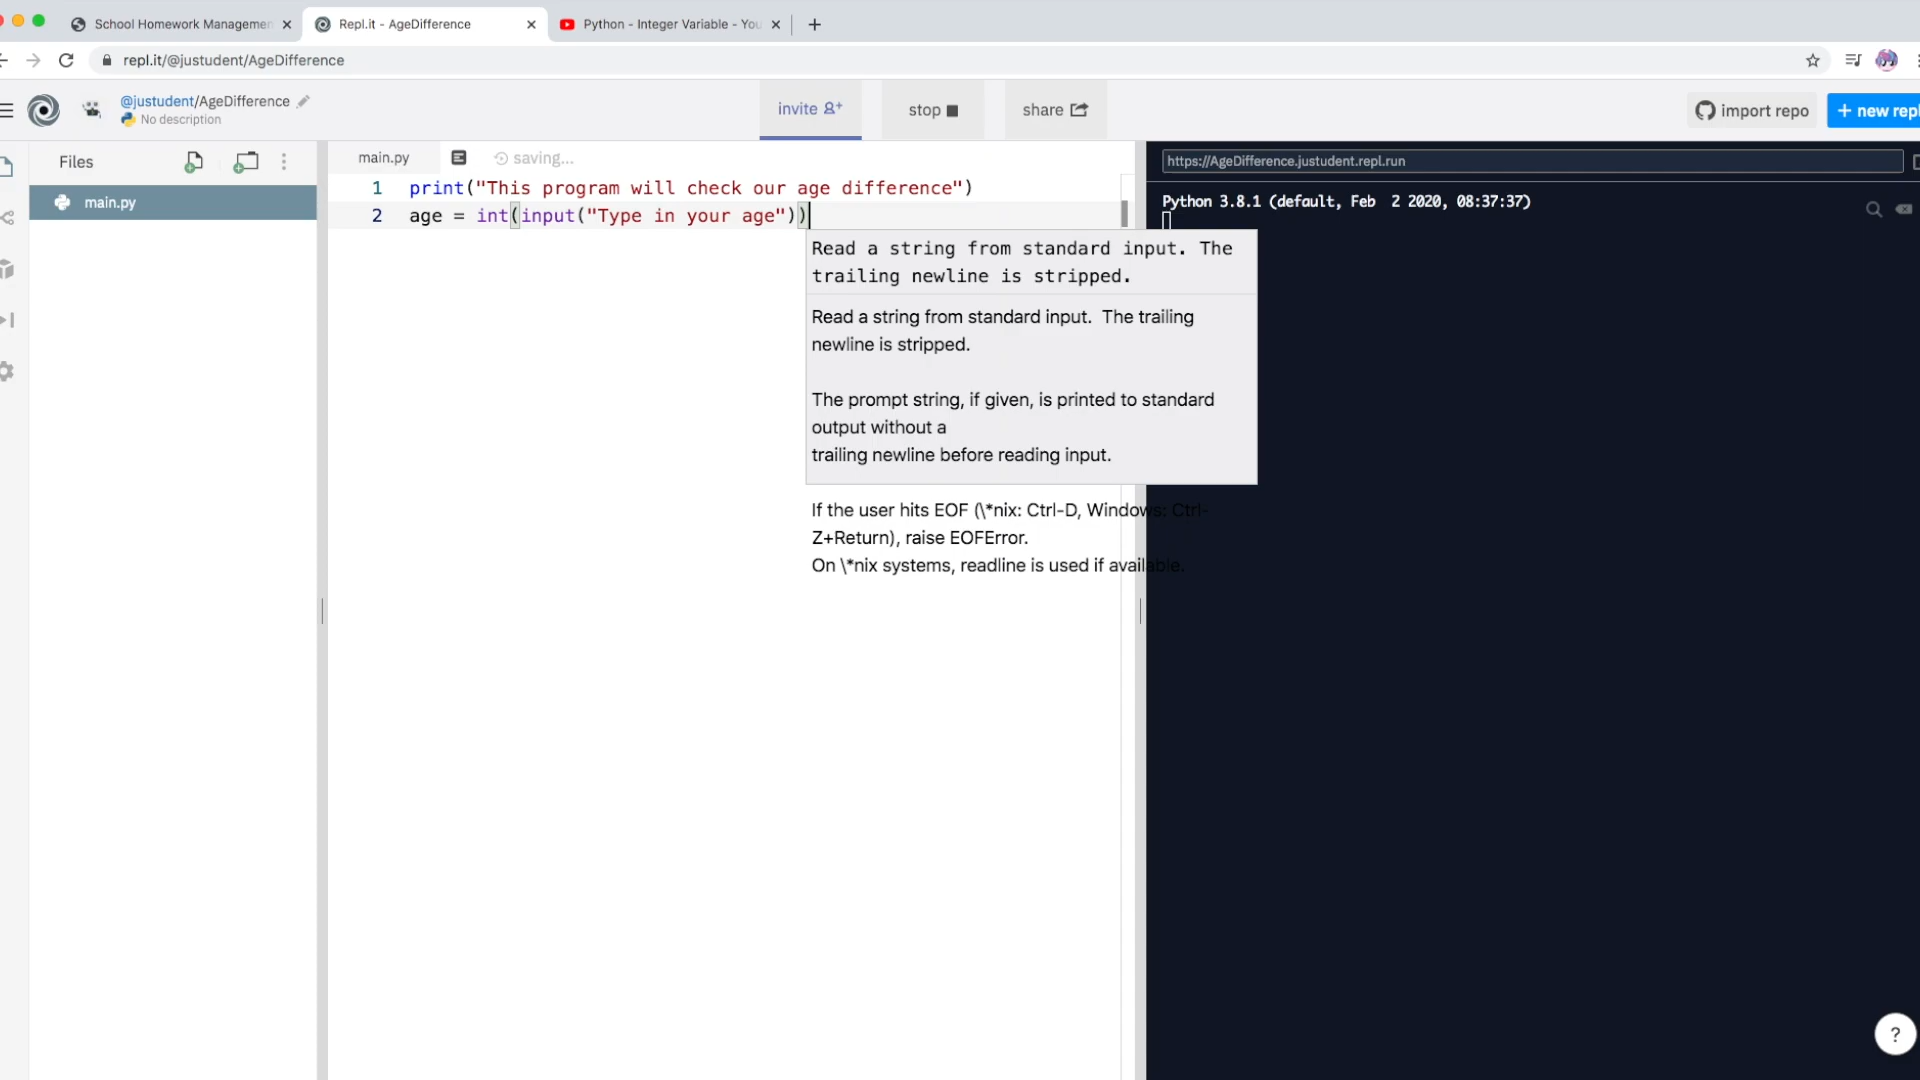 School Homework Managemen
Repl.it - AgeDifference
Python - Integer Variable - You
repl.it/@justudent/AgeDifference
@justudent/AgeDifference
No description
invite
stop
share
import repo
+ new repl
Files
main.py
main.py
saving...
1 print("This program will check our age difference")
2 age = int(input("Type in your age"))
Read a string from standard input. The
trailing newline is stripped.
Read a string from standard input. The trailing
newline is stripped.
The prompt string, if given, is printed to standard
output without a
trailing newline before reading input.
If the user hits EOF (\*nix: Ctrl-D, Windows: Ctrl-
Z+Return), raise EOFError.
On \*nix systems, readline is used if available.
https://AgeDifference.justudent.repl.run
Python 3.8.1 (default, Feb  2 2020, 08:37:37)
?